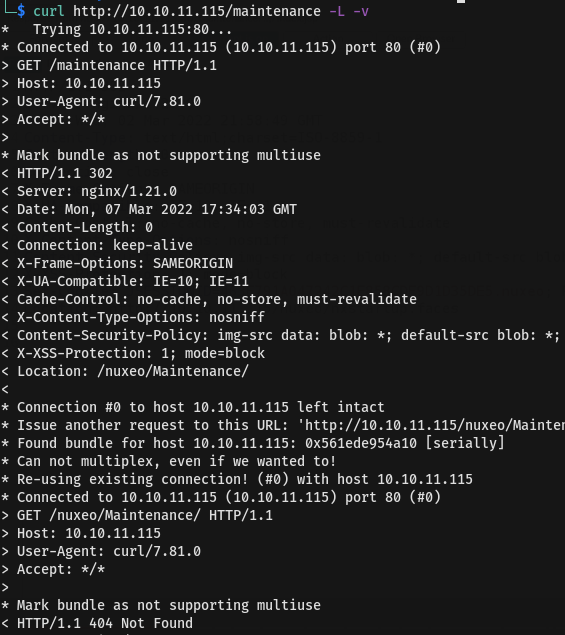 └─$ curl http://10.10.11.115/maintenance -L -v
*   Trying 10.10.11.115:80...
* Connected to 10.10.11.115 (10.10.11.115) port 80 (#0)
> GET /maintenance HTTP/1.1
> Host: 10.10.11.115
> User-Agent: curl/7.81.0
> Accept: */*
>
* Mark bundle as not supporting multiuse
< HTTP/1.1 302
< Server: nginx/1.21.0
< Date: Mon, 07 Mar 2022 17:34:03 GMT
< Content-Length: 0
< Connection: keep-alive
< X-Frame-Options: SAMEORIGIN
< X-UA-Compatible: IE=10; IE=11
< Cache-Control: no-cache, no-store, must-revalidate
< X-Content-Type-Options: nosniff
< Content-Security-Policy: img-src data: blob: *; default-src blob: *;
< X-XSS-Protection: 1; mode=block
< Location: /nuxeo/Maintenance/
<
* Connection #0 to host 10.10.11.115 left intact
* Issue another request to this URL: 'http://10.10.11.115/nuxeo/Mainten
* Found bundle for host 10.10.11.115: 0x561ede954a10 [serially]
* Can not multiplex, even if we wanted to!
* Re-using existing connection! (#0) with host 10.10.11.115
* Connected to 10.10.11.115 (10.10.11.115) port 80 (#0)
> GET /nuxeo/Maintenance/ HTTP/1.1
> Host: 10.10.11.115
> User-Agent: curl/7.81.0
> Accept: */*
>
* Mark bundle as not supporting multiuse
< HTTP/1.1 404 Not Found